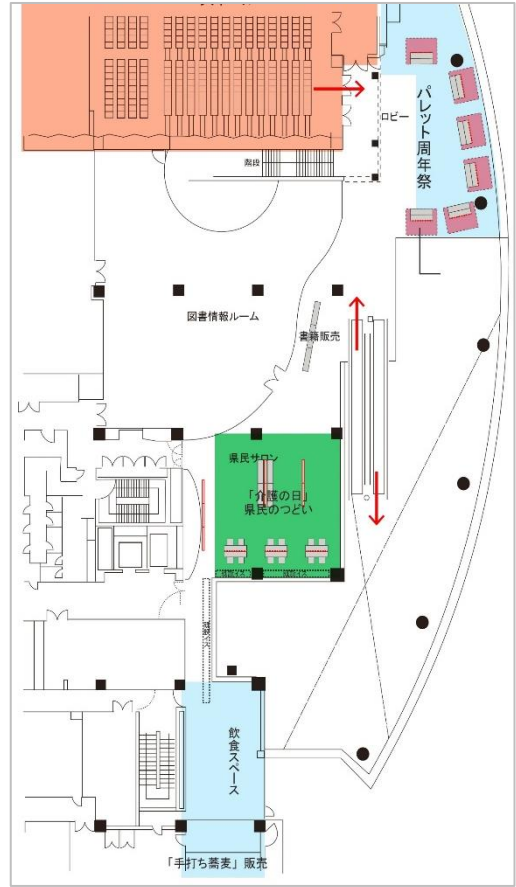 ロビー
パレット周年祭
階段
図書情報ルーム
書籍販売
県民サロン
「介護の日」
県民のつどい
飲食スペース
「手打ち蕎麦」販売